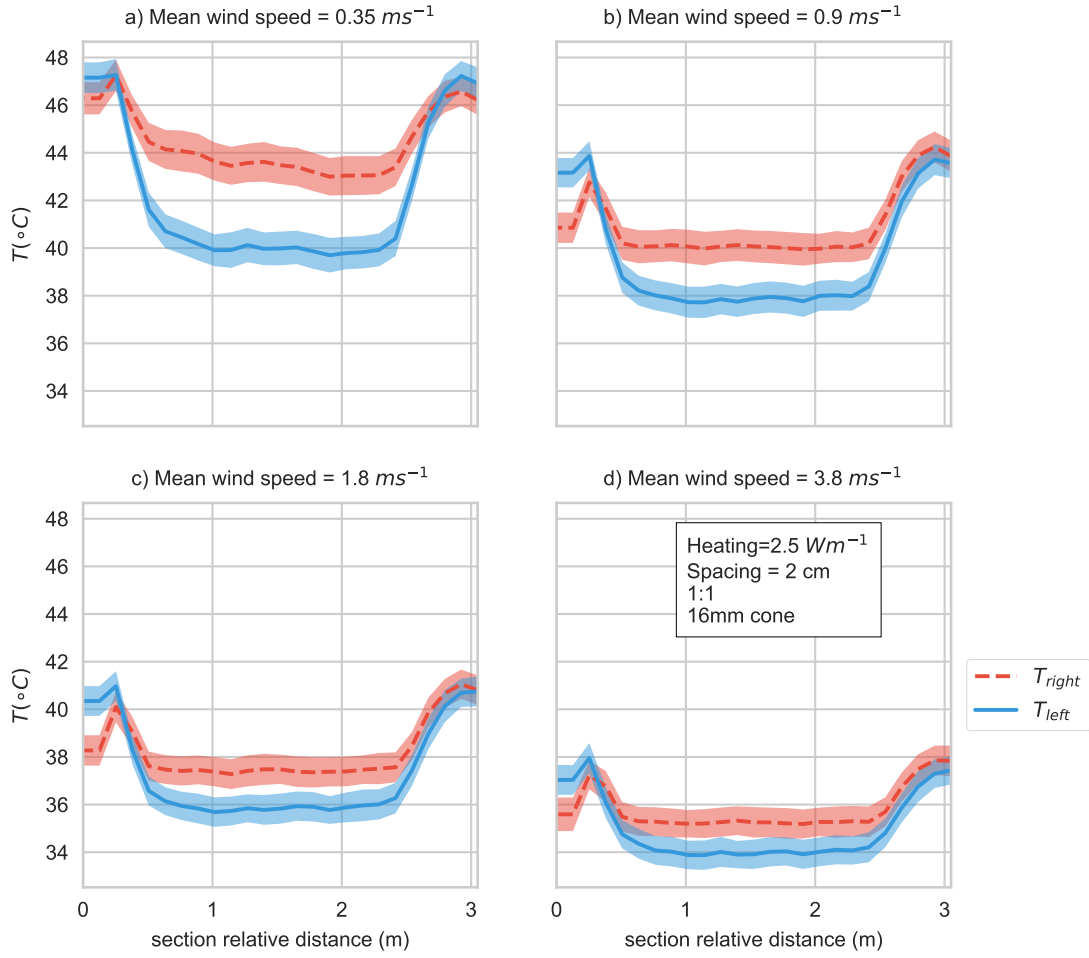 a) Mean wind speed = 0.35 ms⁻¹
b) Mean wind speed = 0.9 ms⁻¹
48
46
44
42
40
38
36
34
T(∘C)
c) Mean wind speed = 1.8 ms⁻¹
d) Mean wind speed = 3.8 ms⁻¹
48
46
44
42
40
38
36
34
T(∘C)
Heating=2.5 Wm⁻¹
Spacing = 2 cm
1:1
16mm cone
T_right
T_left
0 1 2 3
0 1 2 3
section relative distance (m)
section relative distance (m)